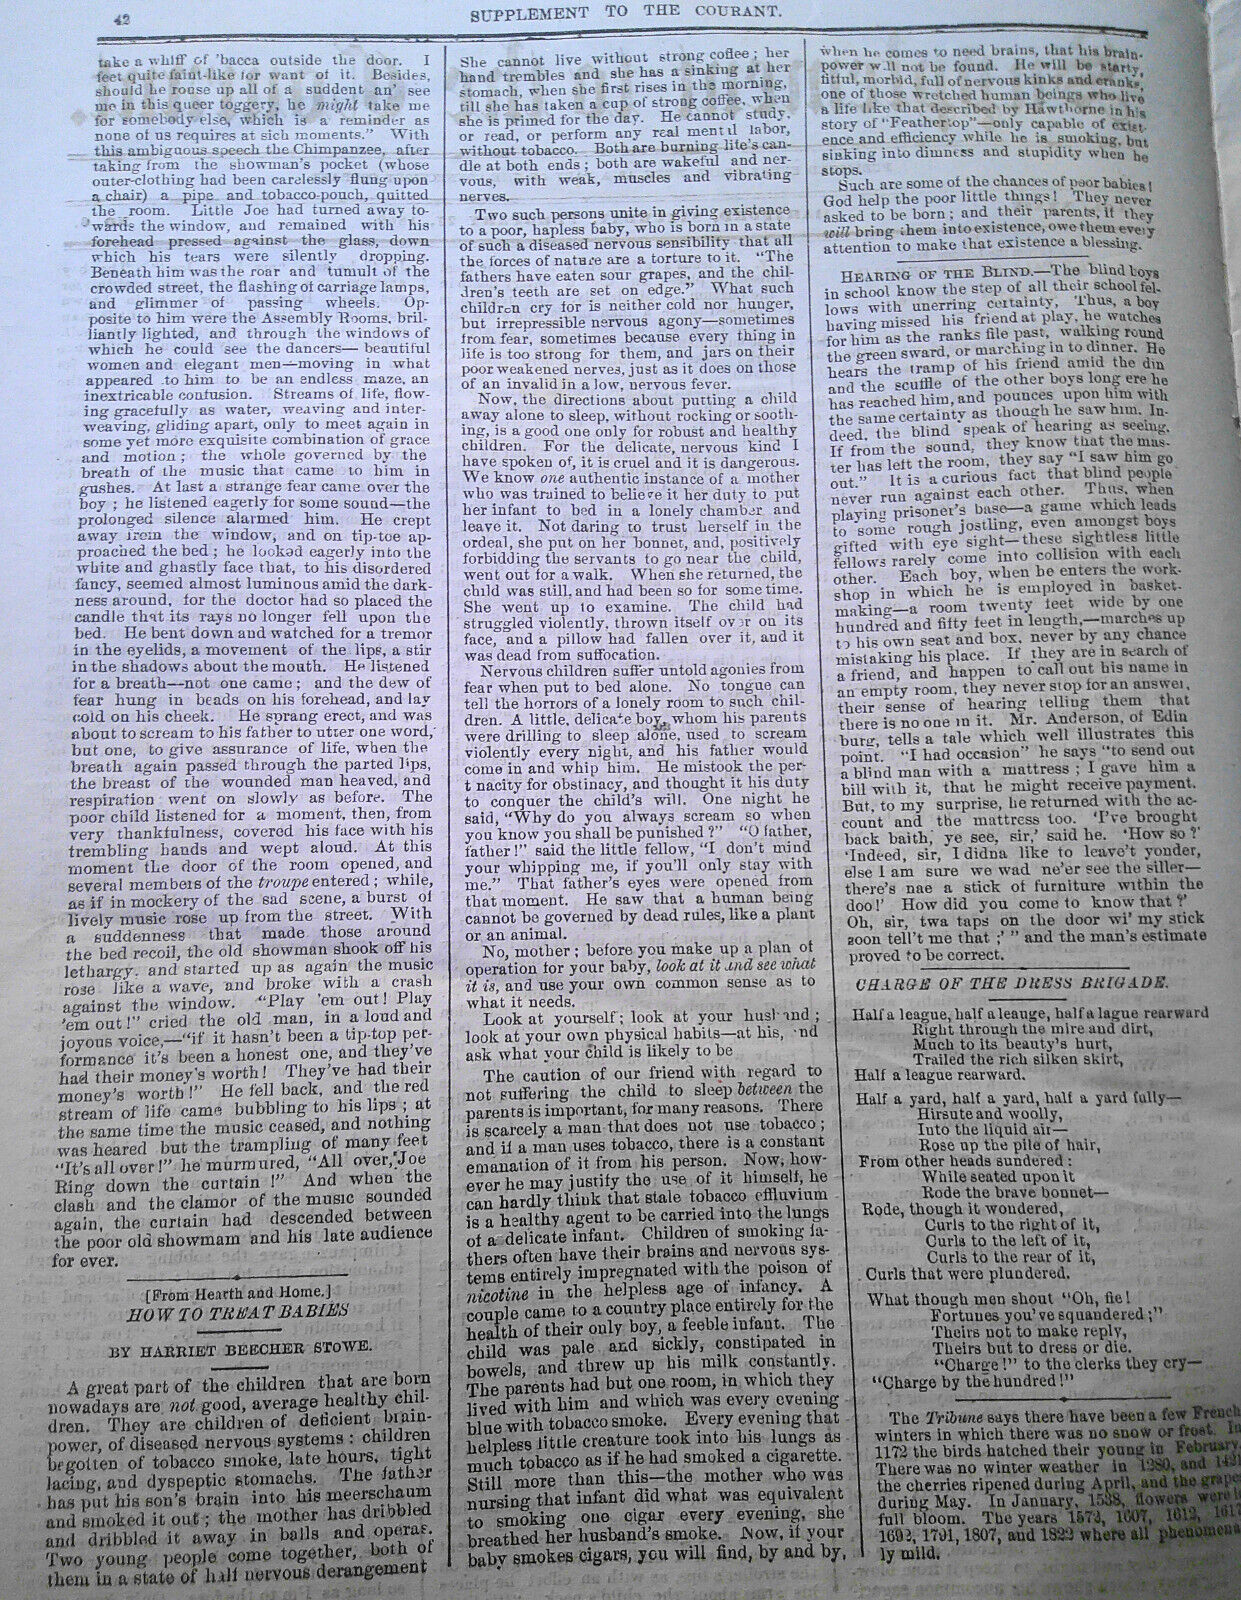 42
SUPPLEMENT TO THE COURANT.
take a whiff of 'bacca outside the door. I
feel quite faint-like for want of it. Besides,
should he rouse up all of a suddent an' see
me in this queer toggery, he might take me
for somebody else, which is a reminder as
none of us requires at sich moments." With
this ambiguous speech the Chimpanzee, after
taking from the showman's pocket (whose
outer-clothing had been carelessly flung upon
a chair) a pipe and tobacco-pouch, quitted
the room. Little Joe had turned away to-
wards the window, and remained with his
forehead pressed against the glass, down
which his tears were silently dropping.
Beneath him was the roar and tumult of the
crowded street, the flashing of carriage lamps,
and glimmer of passing wheels. Op-
posite to him were the Assembly Rooms, bril-
liantly lighted, and through the windows of
which he could see the dancers—beautiful
women and elegant men—moving in what
appeared to him to be an endless maze, an
inextricable confusion. Streams of life, flow-
ing gracefully as water, weaving and inter-
weaving, gliding apart, only to meet again in
some yet more exquisite combination of grace
and motion; the whole governed by the
breath of the music that came to him in
gushes. At last a strange fear came over the
boy; he listened eagerly for some sound—the
prolonged silence alarmed him. He crept
away from the window, and on tip-toe ap-
proached the bed; he looked eagerly into the
white and ghastly face that, to his disordered
fancy, seemed almost luminous amid the dark-
ness around, for the doctor had so placed the
candle that its rays no longer fell upon the
bed. He bent down and watched for a tremor
in the eyelids, a movement of the lips, a stir
in the shadows about the mouth. He listened
for a breath—not one came; and the dew of
fear hung in beads on his forehead, and lay
cold on his cheek. He sprang erect, and was
about to scream to his father to utter one word,
but one, to give assurance of life, when the
breath again passed through the parted lips,
the breast of the wounded man heaved, and
respiration went on slowly as before. The
poor child listened for a moment, then, from
very thankfulness, covered his face with his
trembling hands and wept aloud. At this
moment the door of the room opened, and
several members of the troupe entered; while,
as if in mockery of the sad scene, a burst of
lively music rose up from the street. With
a suddenness that made those around
the bed recoil, the old showman shook off his
lethargy, and started up as again the music
rose like a wave, and broke with a crash
against the window. "Play 'em out! Play
'em out!" cried the old man, in a loud and
joyous voice,—"if it hasn't been a tip-top per-
formance it's been a honest one, and they've
had their money's worth! They've had their
money's worth!" He fell back, and the red
stream of life came bubbling to his lips; at
the same time the music ceased, and nothing
was heard but the trampling of many feet
"It's all over!" he murmured, "All over, Joe
Ring down the curtain!" And when the
clash and the clamor of the music sounded
again, the curtain had descended between
the poor old showmam and his late audience
for ever.
[From Hearth and Home.]
HOW TO TREAT BABIES
BY HARRIET BEECHER STOWE.
A great part of the children that are born
nowadays are not good, average healthy chil-
dren. They are children of deficient brain-
power, of diseased nervous systems: children
begotten of tobacco smoke, late hours, tight
lacing, and dyspeptic stomachs. The father
has put his son's brain into his meerschaum
and smoked it out; the mother has dribbled
and dribbled it away in balls and operas.
Two young people come together, both of
them in a state of half nervous derangement
She cannot live without strong coffee; her
hand trembles and she has a sinking at her
stomach, when she first rises in the morning,
till she has taken a cup of strong coffee, when
she is primed for the day. He cannot study,
or read, or perform any real mental labor,
without tobacco. Both are burning life's can-
dle at both ends; both are wakeful and ner-
vous, with weak, muscles and vibrating
nerves.
Two such persons unite in giving existence
to a poor, hapless baby, who is born in a state
of such a diseased nervous sensibility that all
the forces of nature are a torture to it. "The
fathers have eaten sour grapes, and the chil-
dren's teeth are set on edge." What such
children cry for is neither cold nor hunger,
but irrepressible nervous agony—sometimes
from fear, sometimes because every thing in
life is too strong for them, and jars on their
poor weakened nerves, just as it does on those
of an invalid in a low, nervous fever.
Now, the directions about putting a child
away alone to sleep, without rocking or sooth-
ing, is a good one only for robust and healthy
children. For the delicate, nervous kind I
have spoken of, it is cruel and it is dangerous.
We know one authentic instance of a mother
who was trained to believe it her duty to put
her infant to bed in a lonely chamber and
leave it. Not daring to trust herself in the
ordeal, she put on her bonnet, and, positively
forbidding the servants to go near the child,
went out for a walk. When she returned, the
child was still, and had been so for some time.
She went up to examine. The child had
struggled violently, thrown itself over on its
face, and a pillow had fallen over it, and it
was dead from suffocation.
Nervous children suffer untold agonies from
fear when put to bed alone. No tongue can
tell the horrors of a lonely room to such chil-
dren. A little, delicate boy, whom his parents
were drilling to sleep alone, used to scream
violently every night, and his father would
come in and whip him. He mistook the per-
t nacity for obstinacy, and thought it his duty
to conquer the child's will. One night he
said, "Why do you always scream so when
you know you shall be punished?" "O father,
father!" said the little fellow, "I don't mind
your whipping me, if you'll only stay with
me." That father's eyes were opened from
that moment. He saw that a human being
cannot be governed by dead rules, like a plant
or an animal.
No, mother; before you make up a plan of
operation for your baby, look at it and see what
it is, and use your own common sense as to
what it needs.
Look at yourself; look at your husband;
look at your own physical habits—at his, and
ask what your child is likely to be
The caution of our friend with regard to
not suffering the child to sleep between the
parents is important, for many reasons. There
is scarcely a man that does not use tobacco;
and if a man uses tobacco, there is a constant
emanation of it from his person. Now, how-
ever he may justify the use of it himself, he
can hardly think that stale tobacco effluvium
is a healthy agent to be carried into the lungs
of a delicate infant. Children of smoking fa-
thers often have their brains and nervous sys-
tems entirely impregnated with the poison of
nicotine in the helpless age of infancy. A
couple came to a country place entirely for the
health of their only boy, a feeble infant. The
child was pale and sickly, constipated in
bowels, and threw up his milk constantly.
The parents had but one room, in which they
lived with him and which was every evening
blue with tobacco smoke. Every evening that
helpless little creature took into his lungs as
much tobacco as if he had smoked a cigarette.
Still more than this—the mother who was
nursing that infant did what was equivalent
to smoking one cigar every evening, she
breathed her husband's smoke. Now, if your
baby smokes cigars, you will find, by and by,
when he comes to need brains, that his brain-
power will not be found. He will be starty,
fitful, morbid, full of nervous kinks and cranks,
one of those wretched human beings who live
a life like that described by Hawthorne in his
story of "Feathertop"—only capable of exist-
ence and efficiency while he is smoking, but
sinking into dimness and stupidity when he
stops.
Such are some of the chances of poor babies!
God help the poor little things! They never
asked to be born; and their parents, if they
will bring them into existence, owe them every
attention to make that existence a blessing.
HEARING OF THE BLIND.—The blind boys
in school know the step of all their school fel-
lows with unerring certainty. Thus, a boy
having missed his friend at play, he watches
for him as the ranks file past, walking round
the green sward, or marching in to dinner. He
hears the tramp of his friend amid the din
and the scuffle of the other boys long ere he
has reached him, and pounces upon him with
the same certainty as though he saw him. In-
deed, the blind speak of hearing as seeing.
If from the sound, they know that the mas-
ter has left the room, they say "I saw him go
out." It is a curious fact that blind people
never run against each other. Thus, when
playing prisoner's base—a game which leads
to some rough jostling, even amongst boys
gifted with eye sight—these sightless little
fellows rarely come into collision with each
other. Each boy, when he enters the work-
shop in which he is employed in basket-
making—a room twenty feet wide by one
hundred and fifty feet in length,—marches up
to his own seat and box, never by any chance
mistaking his place. If they are in search of
a friend, and happen to call out his name in
an empty room, they never stop for an answer,
their sense of hearing telling them that
there is no one in it. Mr. Anderson, of Edin
burg, tells a tale which well illustrates this
point. "I had occasion" he says "to send out
a blind man with a mattress; I gave him a
bill with it, that he might receive payment.
But, to my surprise, he returned with the ac-
count and the mattress too. 'I've brought
back baith, ye see, sir,' said he. 'How so?'
'Indeed, sir, I didna like to leave't yonder,
else I am sure we wad ne'er see the siller—
there's nae a stick of furniture within the
doo!' How did you come to know that?'
Oh, sir, twa taps on the door wi' my stick
soon tell't me that;'" and the man's estimate
proved to be correct.
CHARGE OF THE DRESS BRIGADE.
Half a league, half a leauge, half a lague rearward
Right through the mire and dirt,
Much to its beauty's hurt,
Trailed the rich silken skirt,
Half a league rearward.
Half a yard, half a yard, half a yard fully—
Hirsute and woolly,
Into the liquid air—
Rose up the pile of hair,
From other heads sundered:
While seated upon it
Rode the brave bonnet—
Rode, though it wondered,
Curls to the right of it,
Curls to the left of it,
Curls to the rear of it,
Curls that were plundered.
What though men shout "Oh, fie!
Fortunes you've squandered;"
Theirs not to make reply,
Theirs but to dress or die.
"Charge!" to the clerks they cry—
"Charge by the hundred!"
The Tribune says there have been a few French
winters in which there was no snow or frost. In
1172 the birds hatched their young in February.
There was no winter weather in 1280, and 1421
the cherries ripened during April, and the grapes
during May. In January, 1538, flowers were in
full bloom. The years 1572, 1607, 1612, 1617
1692, 1791, 1807, and 1822 where all phenomena
ly mild.